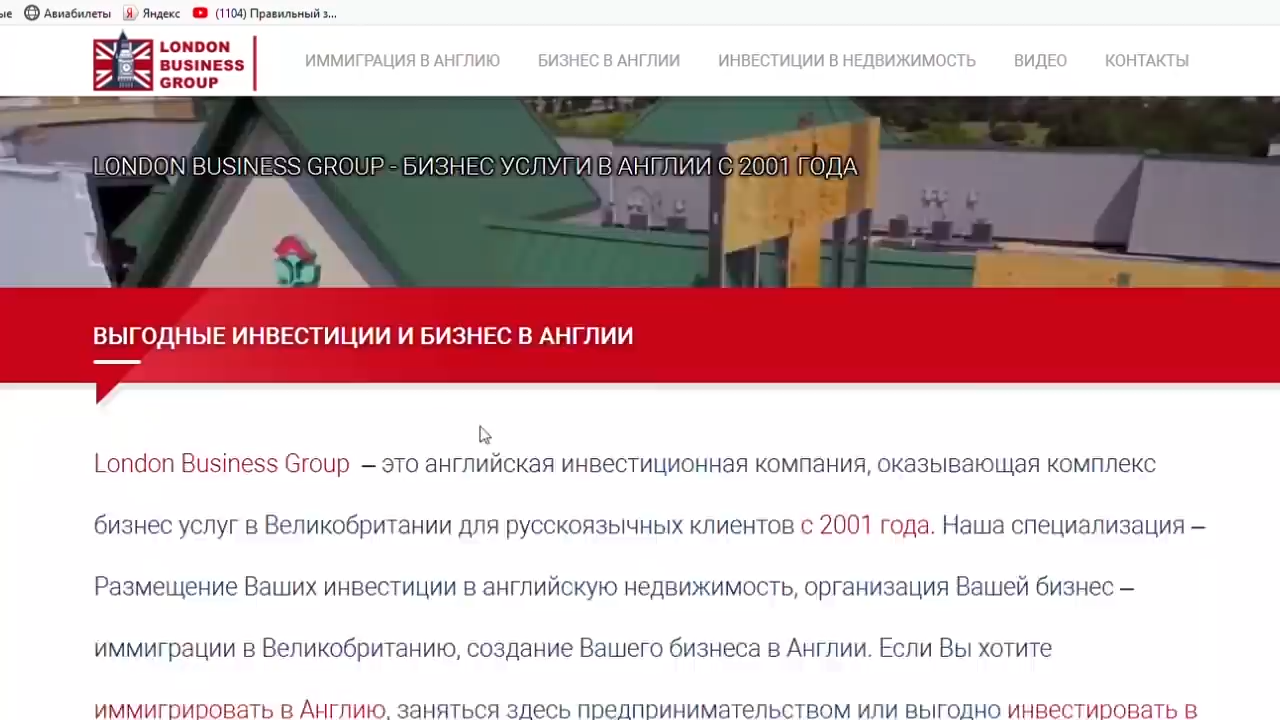 ые Авиабилеты Яндекс (1104) Правильный з...
LONDON
BUSINESS
GROUP
ИММИГРАЦИЯ В АНГЛИЮ БИЗНЕС В АНГЛИИ ИНВЕСТИЦИИ В НЕДВИЖИМОСТЬ ВИДЕО КОНТАКТЫ
LONDON BUSINESS GROUP - БИЗНЕС УСЛУГИ В АНГЛИИ С 2001 ГОДА
ВЫГОДНЫЕ ИНВЕСТИЦИИ И БИЗНЕС В АНГЛИИ
London Business Group – это английская инвестиционная компания, оказывающая комплекс
бизнес услуг в Великобритании для русскоязычных клиентов с 2001 года. Наша специализация –
Размещение Ваших инвестиции в английскую недвижимость, организация Вашей бизнес –
иммиграции в Великобританию, создание Вашего бизнеса в Англии. Если Вы хотите
иммигрировать в Англию, заняться здесь предпринимательством или выгодно инвестировать в